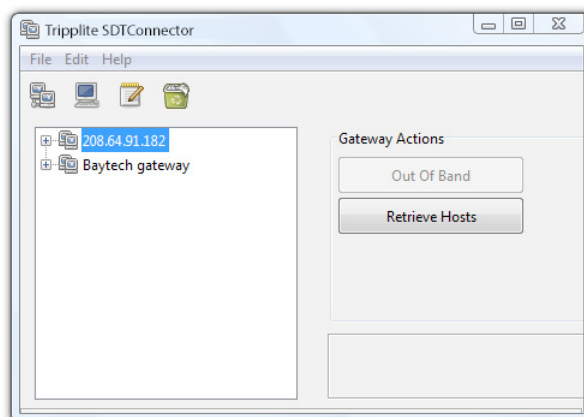 Tripplite SDTConnector
File Edit Help
208.64.91.182
Baytech gateway
Gateway Actions
Out Of Band
Retrieve Hosts